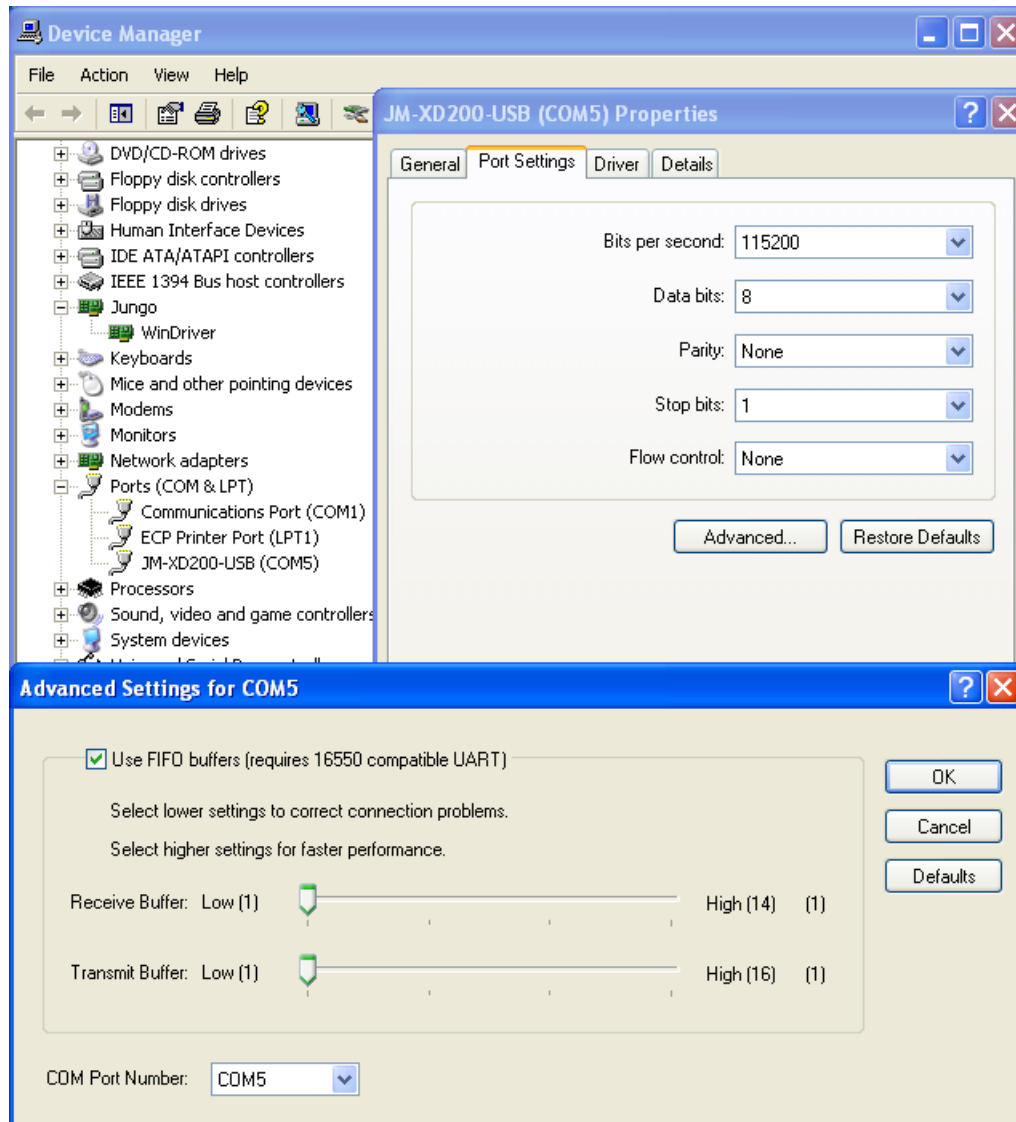 Device Manager
File Action View Help
DVD/CD-ROM drives
Floppy disk controllers
Floppy disk drives
Human Interface Devices
IDE ATA/ATAPI controllers
IEEE 1394 Bus host controllers
Jungo
WinDriver
Keyboards
Mice and other pointing devices
Modems
Monitors
Network adapters
Ports (COM & LPT)
Communications Port (COM1)
ECP Printer Port (LPT1)
JM-XD200-USB (COM5)
Processors
Sound, video and game controllers
System devices
JM-XD200-USB (COM5) Properties
General Port Settings Driver Details
Bits per second: 115200
Data bits: 8
Parity: None
Stop bits: 1
Flow control: None
Advanced... Restore Defaults
Advanced Settings for COM5
Use FIFO buffers (requires 16550 compatible UART)
Select lower settings to correct connection problems.
Select higher settings for faster performance.
Receive Buffer: Low (1) High (14) (1)
Transmit Buffer: Low (1) High (16) (1)
OK
Cancel
Defaults
COM Port Number: COM5